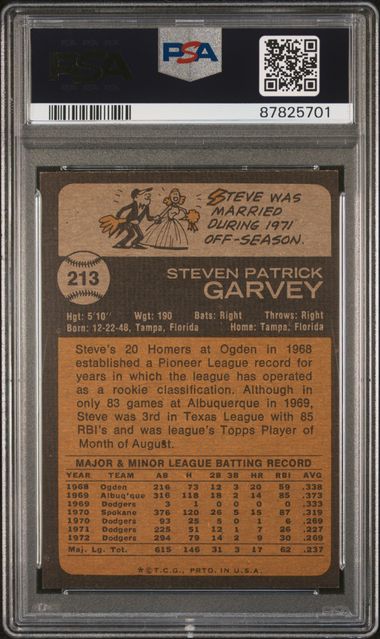 PSA
PSA
87825701
STEVE WAS
MARRIED
DURING 1971
OFF-SEASON.
213
STEVEN PATRICK
GARVEY
Hgt: 5'10" Wgt: 190 Bats: Right Throws: Right
Born: 12-22-48, Tampa, Florida Home: Tampa, Florida
Steve's 20 Homers at Ogden in 1968
established a Pioneer League record for
years in which the league has operated
as a rookie classification. Although in
only 83 games at Albuquerque in 1969,
Steve was 3rd in Texas League with 85
RBI's and was league's Topps Player of
Month of August.
MAJOR & MINOR LEAGUE BATTING RECORD
YEAR TEAM AB H 2B 3B HR RBI AVG
1968 Ogden 216 73 12 3 20 59 .338
1969 Albuq'que 316 118 18 2 14 85 .373
1969 Dodgers 3 1 0 0 0 0 .333
1970 Spokane 376 120 26 5 15 87 .319
1970 Dodgers 93 25 5 0 1 6 .269
1971 Dodgers 225 51 12 1 7 26 .227
1972 Dodgers 294 79 14 2 9 30 .269
Maj. Lg. Tot. 615 146 31 3 17 62 .237
*©T.C.G., PRTD. IN U.S.A.